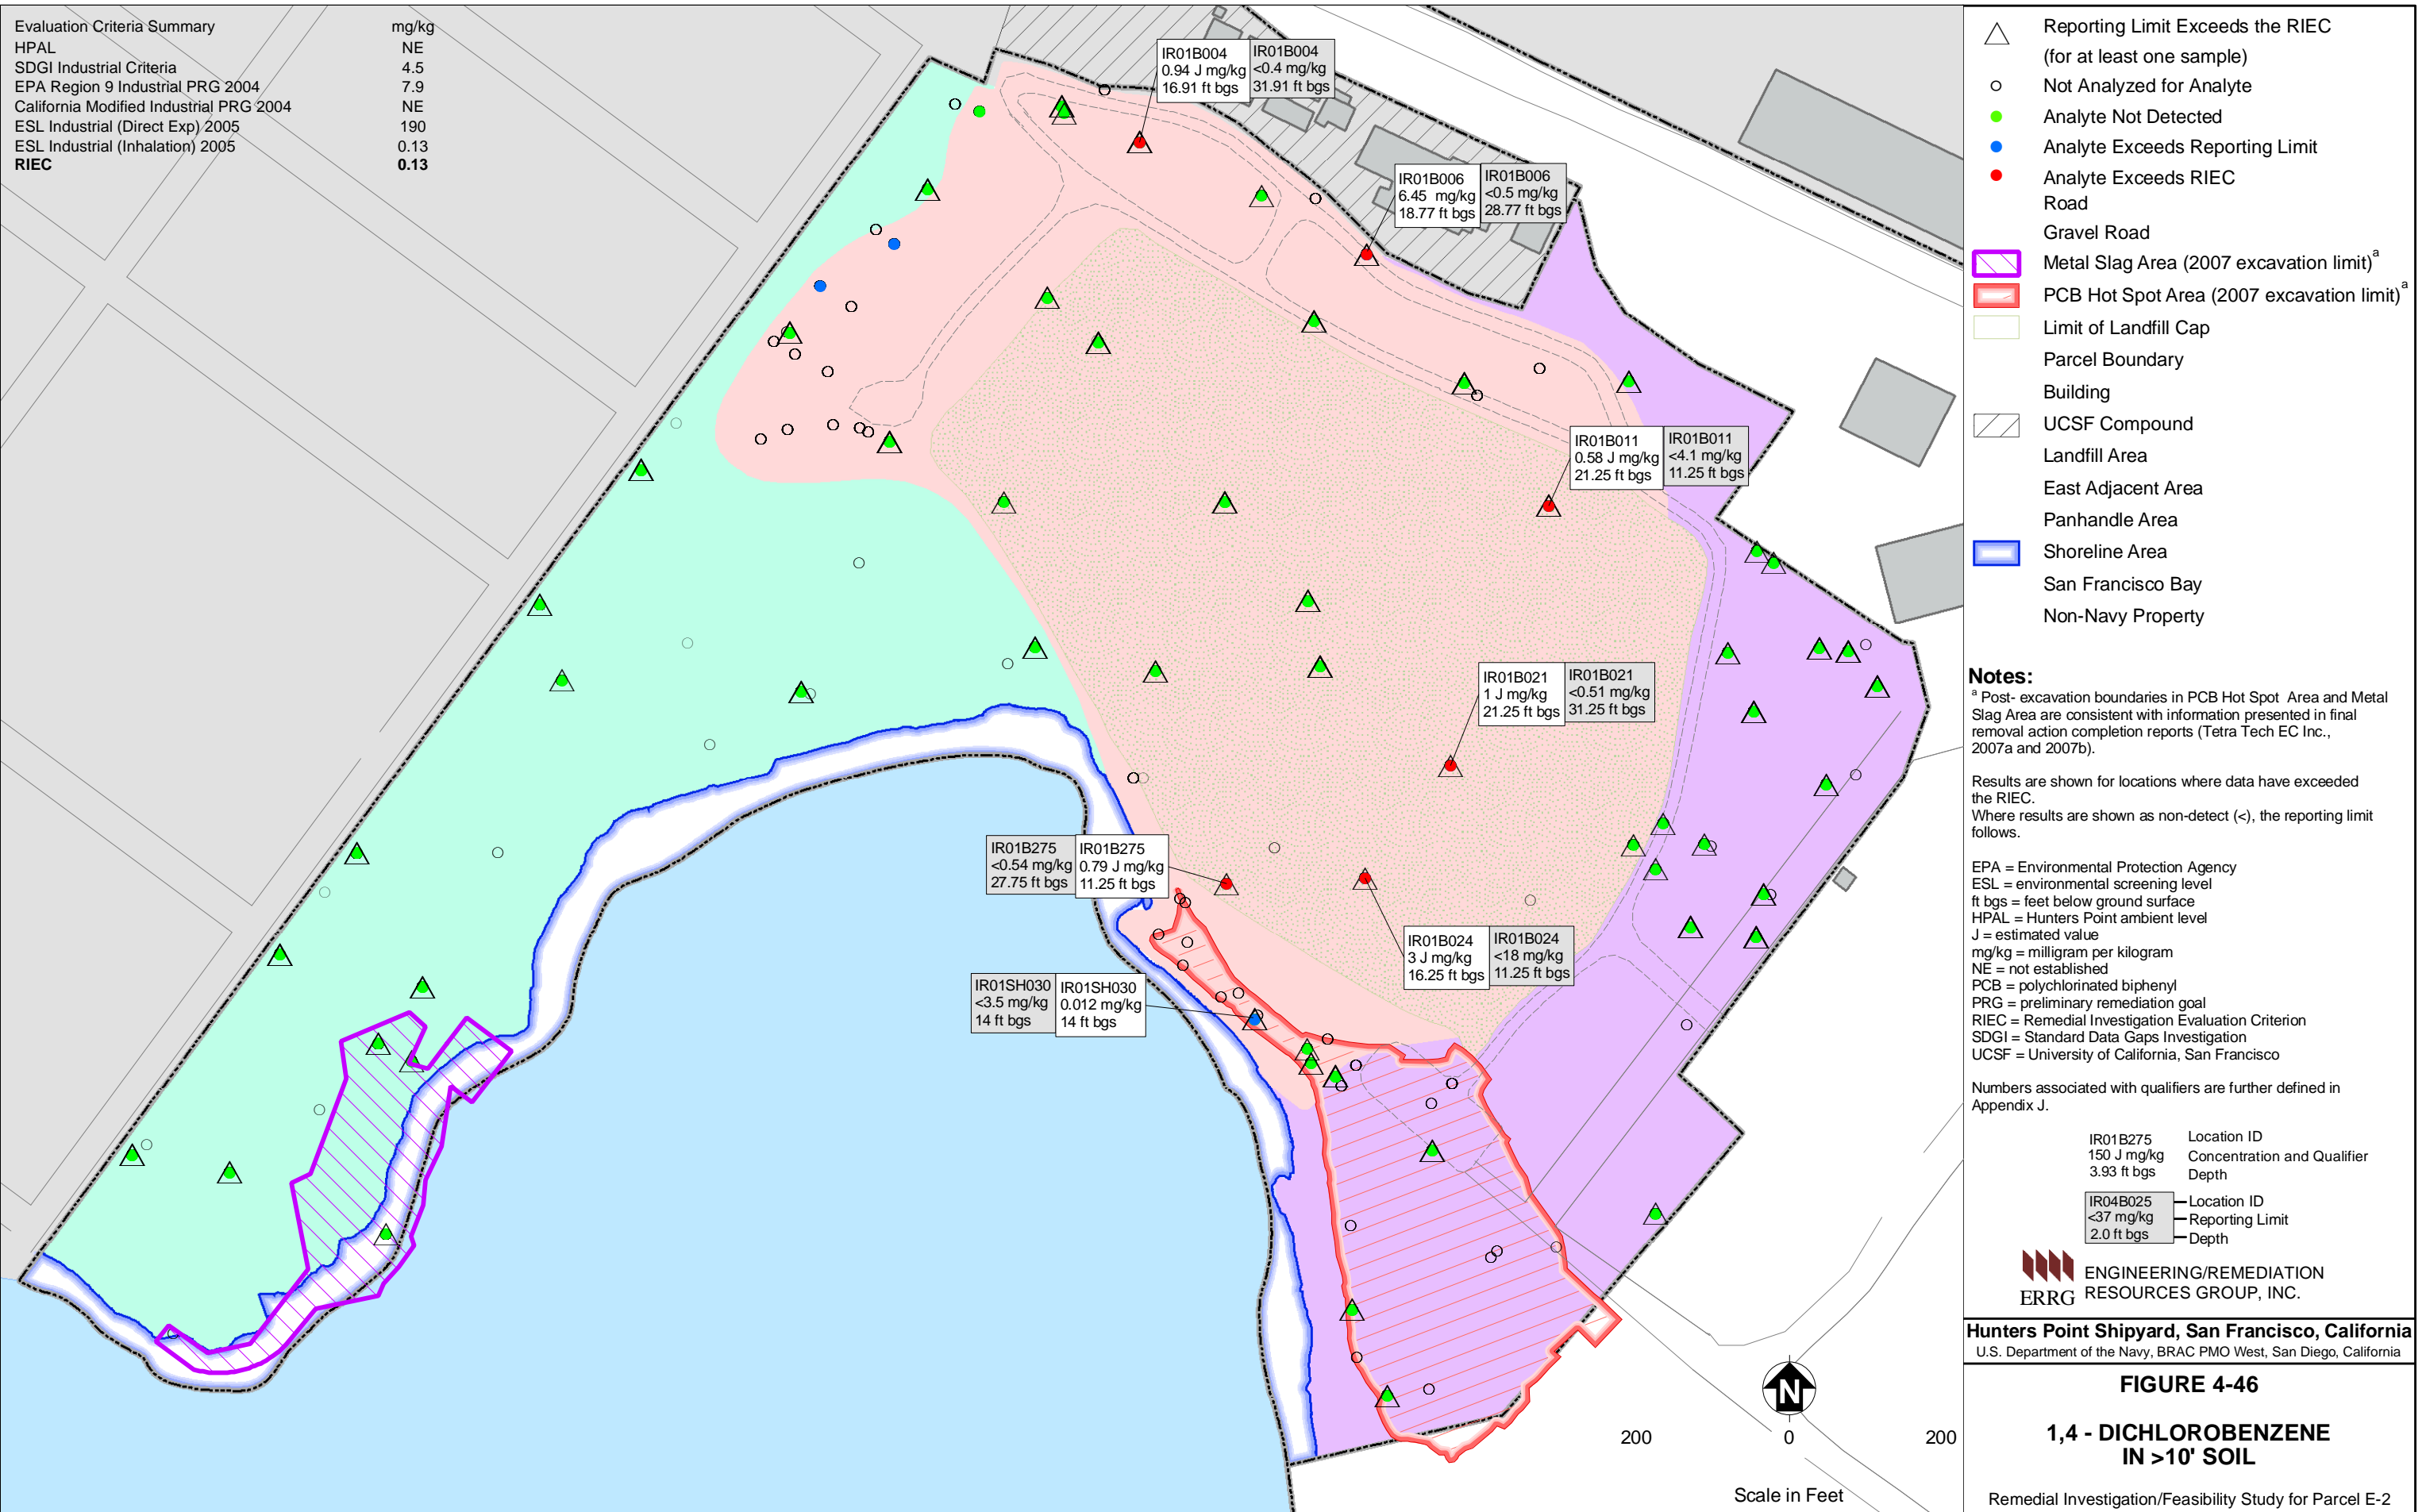 Evaluation Criteria Summary mg/kg
HPAL NE
SDGI Industrial Criteria 4.5
EPA Region 9 Industrial PRG 2004 7.9
California Modified Industrial PRG 2004 NE
ESL Industrial (Direct Exp) 2005 190
ESL Industrial (Inhalation) 2005 0.13
RIEC 0.13
IR01B004
0.94 J mg/kg
16.91 ft bgs
IR01B004
<0.4 mg/kg
31.91 ft bgs
IR01B006
6.45 mg/kg
18.77 ft bgs
IR01B006
<0.5 mg/kg
28.77 ft bgs
IR01B011
0.58 J mg/kg
21.25 ft bgs
IR01B011
<4.1 mg/kg
11.25 ft bgs
IR01B021
1 J mg/kg
21.25 ft bgs
IR01B021
<0.51 mg/kg
31.25 ft bgs
IR01B275
<0.54 mg/kg
27.75 ft bgs
IR01B275
0.79 J mg/kg
11.25 ft bgs
IR01B024
3 J mg/kg
16.25 ft bgs
IR01B024
<18 mg/kg
11.25 ft bgs
IR01SH030
<3.5 mg/kg
14 ft bgs
IR01SH030
0.012 mg/kg
14 ft bgs
N
200 0 200
Scale in Feet
Reporting Limit Exceeds the RIEC
(for at least one sample)
Not Analyzed for Analyte
Analyte Not Detected
Analyte Exceeds Reporting Limit
Analyte Exceeds RIEC
Road
Gravel Road
Metal Slag Area (2007 excavation limit)a
PCB Hot Spot Area (2007 excavation limit)a
Limit of Landfill Cap
Parcel Boundary
Building
UCSF Compound
Landfill Area
East Adjacent Area
Panhandle Area
Shoreline Area
San Francisco Bay
Non-Navy Property
Notes:
a Post- excavation boundaries in PCB Hot Spot Area and Metal
Slag Area are consistent with information presented in final
removal action completion reports (Tetra Tech EC Inc.,
2007a and 2007b).
Results are shown for locations where data have exceeded
the RIEC.
Where results are shown as non-detect (<), the reporting limit
follows.
EPA = Environmental Protection Agency
ESL = environmental screening level
ft bgs = feet below ground surface
HPAL = Hunters Point ambient level
J = estimated value
mg/kg = milligram per kilogram
NE = not established
PCB = polychlorinated biphenyl
PRG = preliminary remediation goal
RIEC = Remedial Investigation Evaluation Criterion
SDGI = Standard Data Gaps Investigation
UCSF = University of California, San Francisco
Numbers associated with qualifiers are further defined in
Appendix J.
IR01B275 Location ID
150 J mg/kg Concentration and Qualifier
3.93 ft bgs Depth
IR04B025 Location ID
<37 mg/kg Reporting Limit
2.0 ft bgs Depth
ERRG
ENGINEERING/REMEDIATION
RESOURCES GROUP, INC.
Hunters Point Shipyard, San Francisco, California
U.S. Department of the Navy, BRAC PMO West, San Diego, California
FIGURE 4-46
1,4 - DICHLOROBENZENE
IN >10' SOIL
Remedial Investigation/Feasibility Study for Parcel E-2